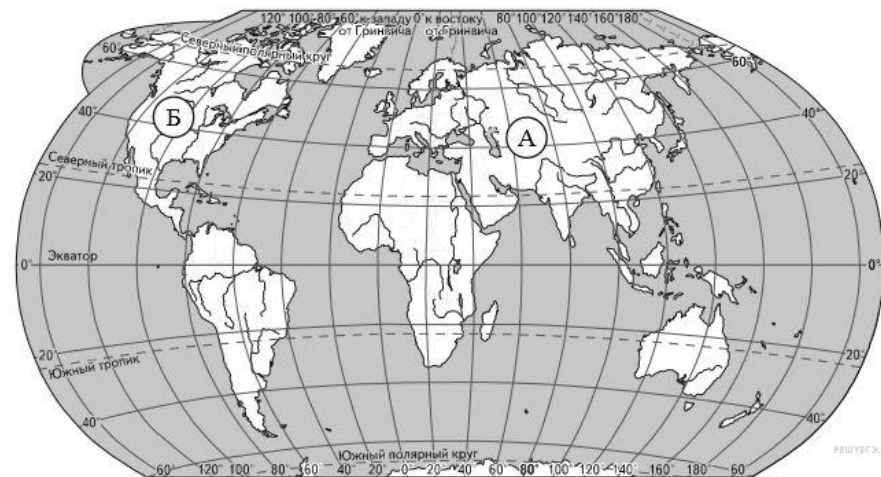 120° 100° 80° 60° к западу 0° к востоку 80° 100° 120° 140° 160° 180°
от Гринвича от Гринвича
Северный полярный круг
60° 60°
40° 40°
Б
А
Северный тропик
20° 20°
Экватор
0° 0°
20° 20°
Южный тропик
40° 40°
Южный полярный круг
60° 120° 100° 80° 60° 40 20° 0° 20° 40° 60° 80° 100° 120° 140° 160° 180° 60°